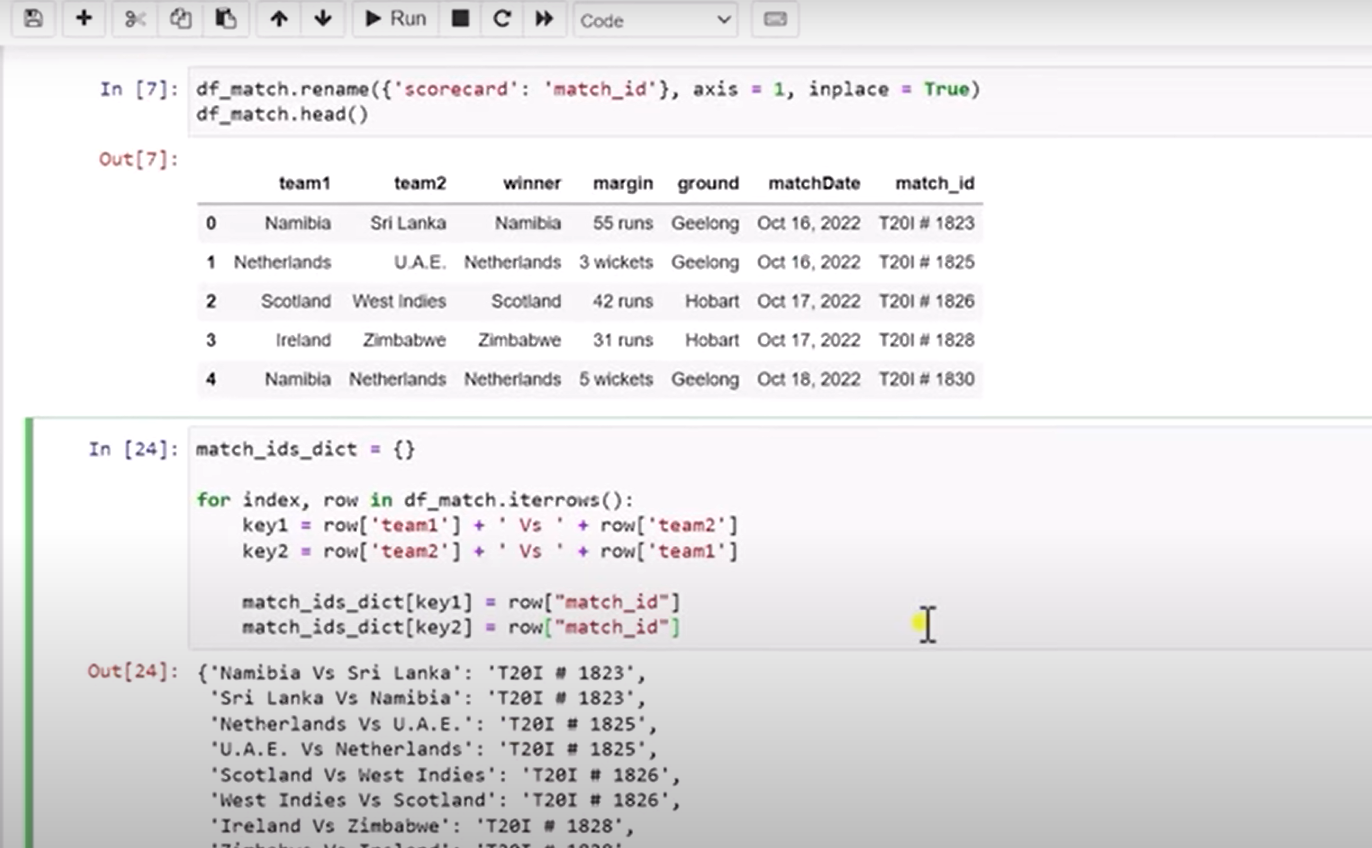 Run Code
In [7]: df_match.rename({'scorecard': 'match_id'}, axis = 1, inplace = True)
df_match.head()
Out[7]:
team1 team2 winner margin ground matchDate match_id
0 Namibia Sri Lanka Namibia 55 runs Geelong Oct 16, 2022 T20I # 1823
1 Netherlands U.A.E. Netherlands 3 wickets Geelong Oct 16, 2022 T20I # 1825
2 Scotland West Indies Scotland 42 runs Hobart Oct 17, 2022 T20I # 1826
3 Ireland Zimbabwe Zimbabwe 31 runs Hobart Oct 17, 2022 T20I # 1828
4 Namibia Netherlands Netherlands 5 wickets Geelong Oct 18, 2022 T20I # 1830
In [24]: match_ids_dict = {}
for index, row in df_match.iterrows():
key1 = row['team1'] + ' Vs ' + row['team2']
key2 = row['team2'] + ' Vs ' + row['team1']
match_ids_dict[key1] = row["match_id"]
match_ids_dict[key2] = row["match_id"]
Out[24]: {'Namibia Vs Sri Lanka': 'T20I # 1823',
'Sri Lanka Vs Namibia': 'T20I # 1823',
'Netherlands Vs U.A.E.': 'T20I # 1825',
'U.A.E. Vs Netherlands': 'T20I # 1825',
'Scotland Vs West Indies': 'T20I # 1826',
'West Indies Vs Scotland': 'T20I # 1826',
'Ireland Vs Zimbabwe': 'T20I # 1828',